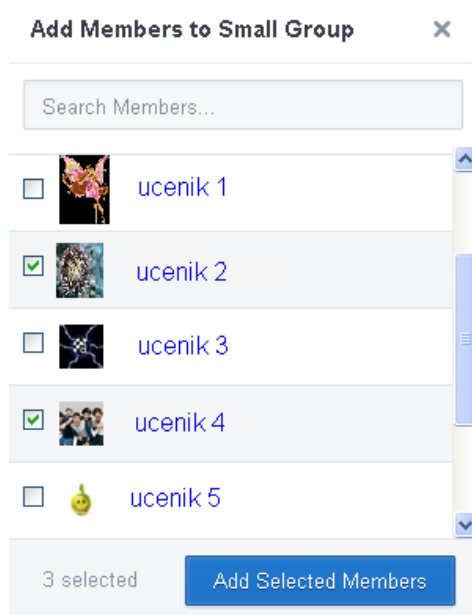 Add Members to Small Group ×
Search Members...
ucenik 1
ucenik 2
ucenik 3
ucenik 4
ucenik 5
3 selected Add Selected Members